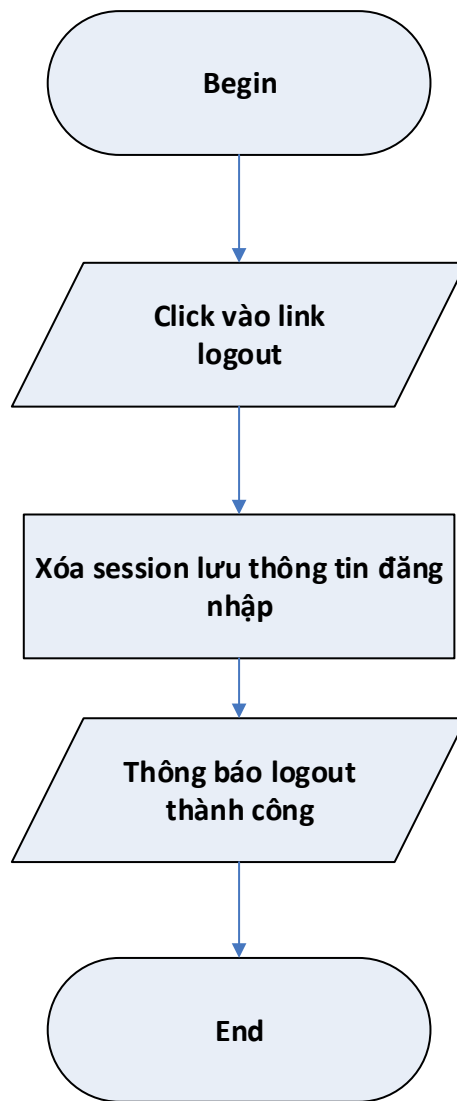 Begin
Click vào link
logout
Xóa session lưu thông tin đăng
nhập
Thông báo logout
thành công
End